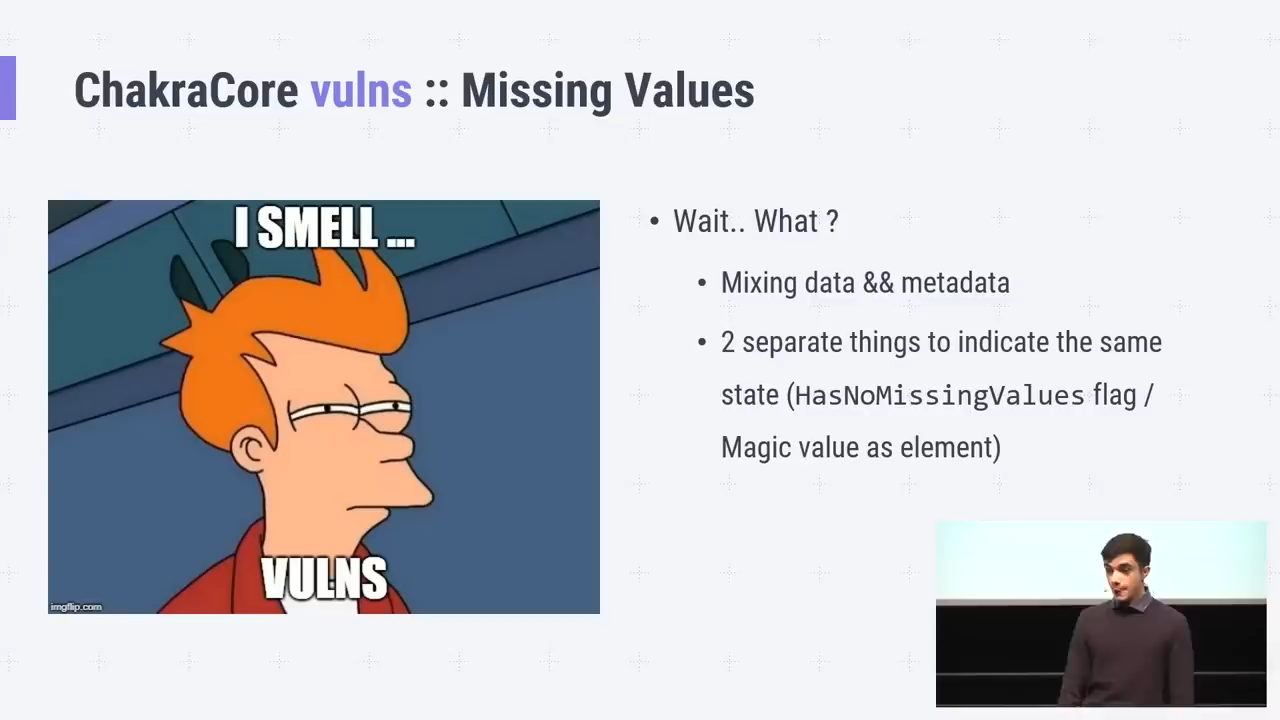 ChakraCore vulns :: Missing Values
I SMELL ...
VULNS
imgflip.com
• Wait.. What ?
• Mixing data && metadata
• 2 separate things to indicate the same
state (HasNoMissingValues flag /
Magic value as element)